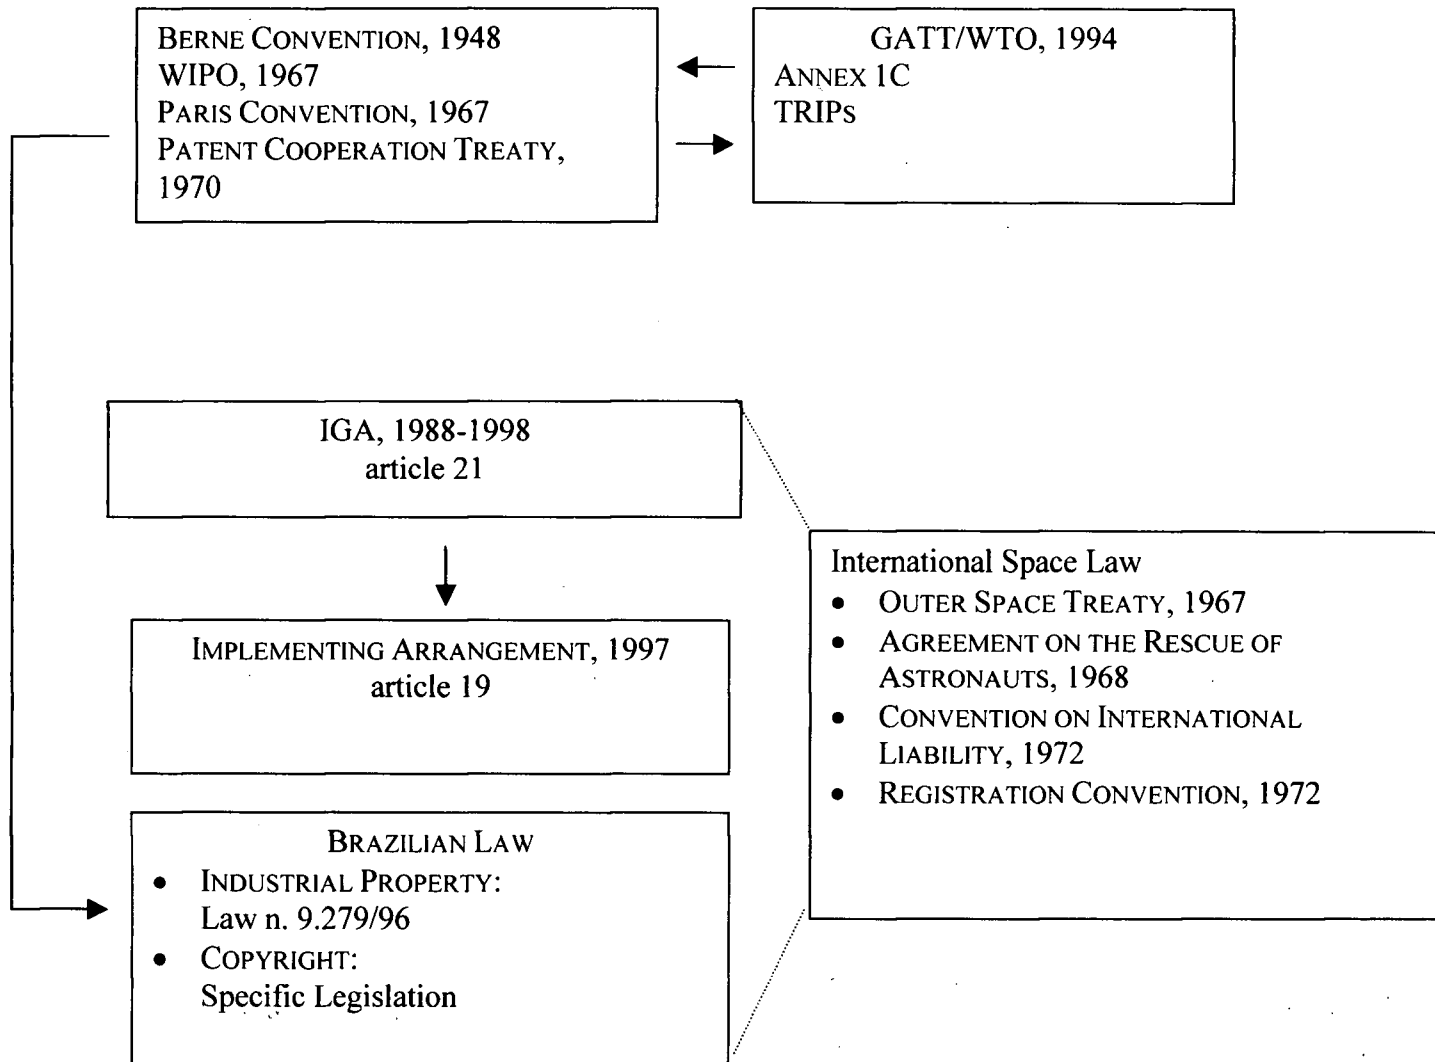 BERNE CONVENTION, 1948
WIPO, 1967
PARIS CONVENTION, 1967
PATENT COOPERATION TREATY,
1970
GATT/WTO, 1994
ANNEX 1C
TRIPS
IGA, 1988-1998
article 21
IMPLEMENTING ARRANGEMENT, 1997
article 19
International Space Law
• OUTER SPACE TREATY, 1967
• AGREEMENT ON THE RESCUE OF
ASTRONAUTS, 1968
• CONVENTION ON INTERNATIONAL
LIABILITY, 1972
• REGISTRATION CONVENTION, 1972
BRAZILIAN LAW
• INDUSTRIAL PROPERTY:
Law n. 9.279/96
• COPYRIGHT:
Specific Legislation